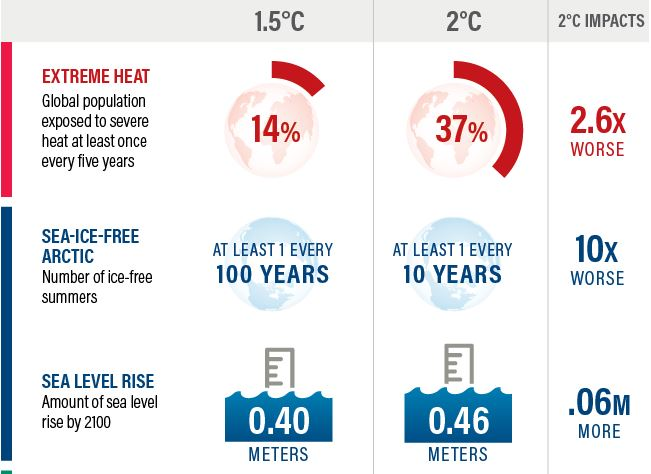 1.5°C
2°C
2°C IMPACTS
EXTREME HEAT
Global population
exposed to severe
heat at least once
every five years
14%
37%
2.6X
WORSE
SEA-ICE-FREE
ARCTIC
Number of ice-free
summers
AT LEAST 1 EVERY
100 YEARS
AT LEAST 1 EVERY
10 YEARS
10X
WORSE
SEA LEVEL RISE
Amount of sea level
rise by 2100
0.40
METERS
0.46
METERS
.06M
MORE